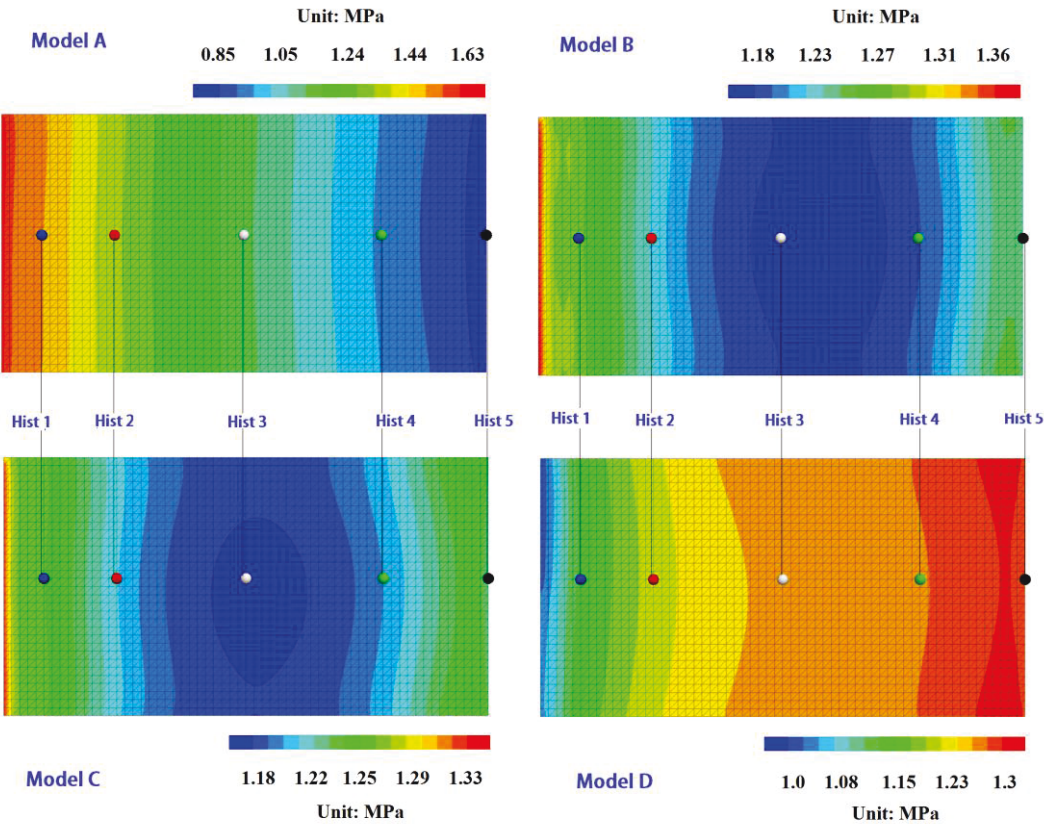 Unit: MPa
Model A
0.85 1.05 1.24 1.44 1.63
Unit: MPa
Model B
1.18 1.23 1.27 1.31 1.36
Hist 1 Hist 2 Hist 3 Hist 4 Hist 5
Hist 1 Hist 2 Hist 3 Hist 4 Hist 5
Model C
1.18 1.22 1.25 1.29 1.33
Unit: MPa
Model D
1.0 1.08 1.15 1.23 1.3
Unit: MPa